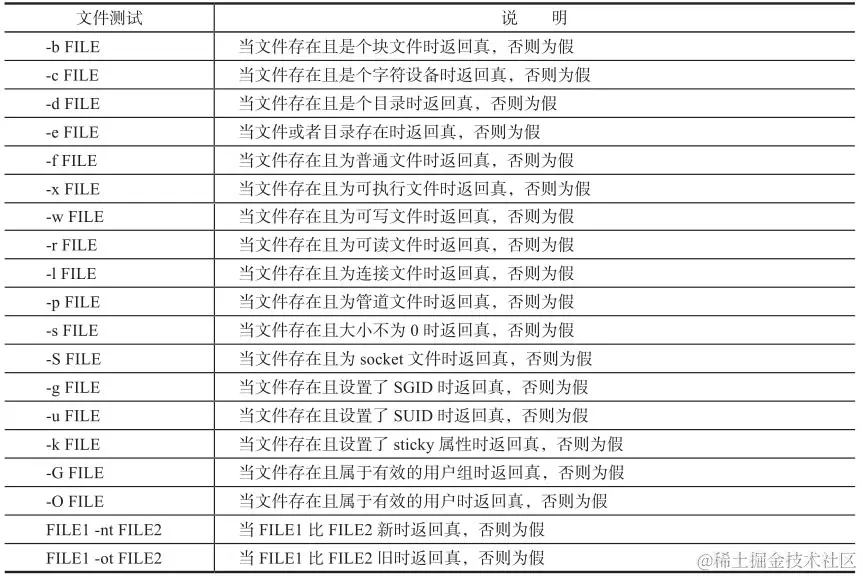 文件测试 说 明
-b FILE 当文件存在且是个块文件时返回真，否则为假
-c FILE 当文件存在且是个字符设备时返回真，否则为假
-d FILE 当文件存在且是个目录时返回真，否则为假
-e FILE 当文件或者目录存在时返回真，否则为假
-f FILE 当文件存在且为普通文件时返回真，否则为假
-x FILE 当文件存在且为可执行文件时返回真，否则为假
-w FILE 当文件存在且为可写文件时返回真，否则为假
-r FILE 当文件存在且为可读文件时返回真，否则为假
-l FILE 当文件存在且为连接文件时返回真，否则为假
-p FILE 当文件存在且为管道文件时返回真，否则为假
-s FILE 当文件存在且大小不为 0 时返回真，否则为假
-S FILE 当文件存在且为 socket 文件时返回真，否则为假
-g FILE 当文件存在且设置了 SGID 时返回真，否则为假
-u FILE 当文件存在且设置了 SUID 时返回真，否则为假
-k FILE 当文件存在且设置了 sticky 属性时返回真，否则为假
-G FILE 当文件存在且属于有效的用户组时返回真，否则为假
-O FILE 当文件存在且属于有效的用户时返回真，否则为假
FILE1 -nt FILE2 当 FILE1 比 FILE2 新时返回真，否则为假
FILE1 -ot FILE2 当 FILE1 比 FILE2 旧时返回真，否则为假
@稀土掘金技术社区